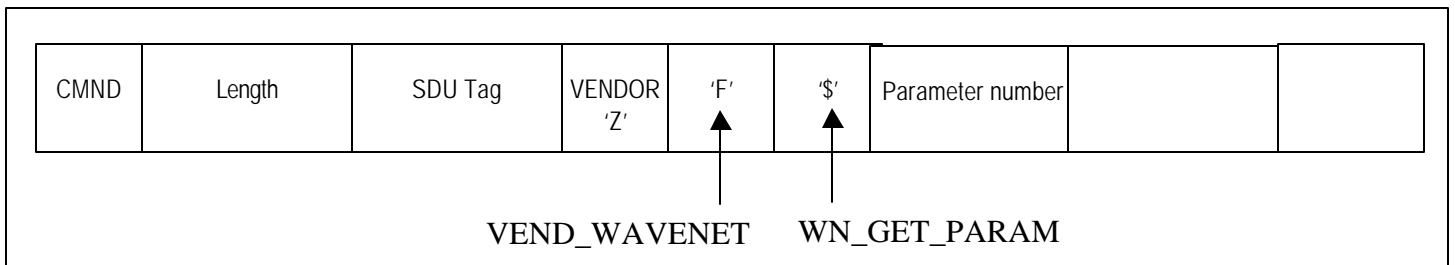 CMND Length SDU Tag VENDOR ‘F’ ‘$’ Parameter number
‘Z’
VEND_WAVENET WN_GET_PARAM